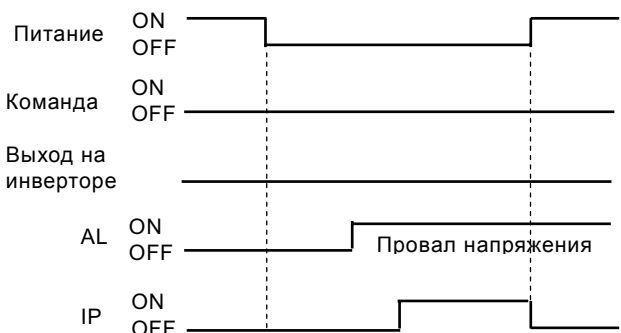 Питание ON
OFF
Команда ON
OFF
Выход на
инверторе
AL ON
OFF
Провал напряжения
IP ON
OFF